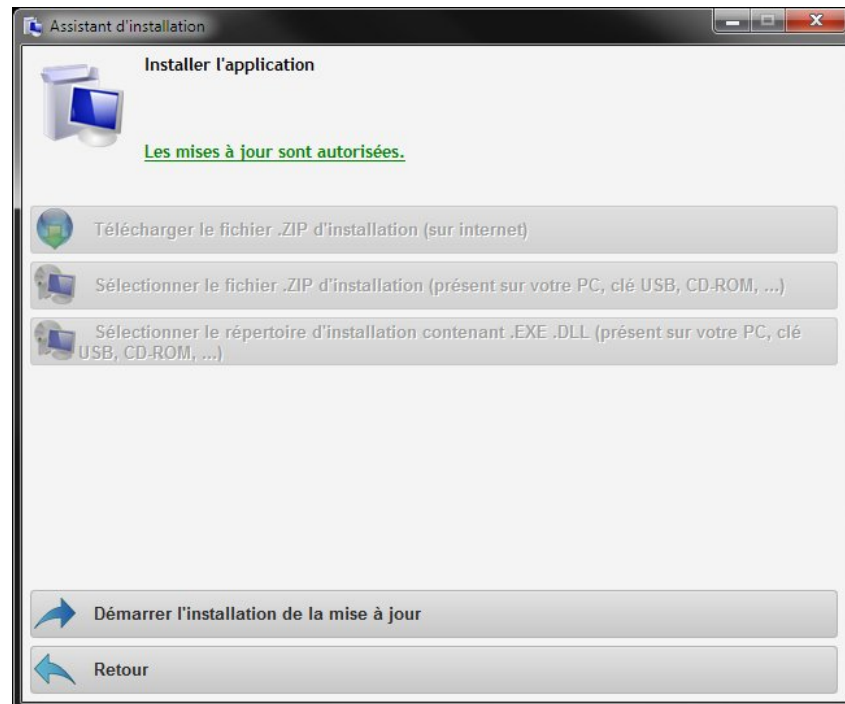 Assistant d'installation
Installer l'application
Les mises à jour sont autorisées.
Télécharger le fichier .ZIP d'installation (sur internet)
Sélectionner le fichier .ZIP d'installation (présent sur votre PC, clé USB, CD-ROM, ...)
Sélectionner le répertoire d'installation contenant .EXE .DLL (présent sur votre PC, clé
USB, CD-ROM, ...)
Démarrer l'installation de la mise à jour
Retour